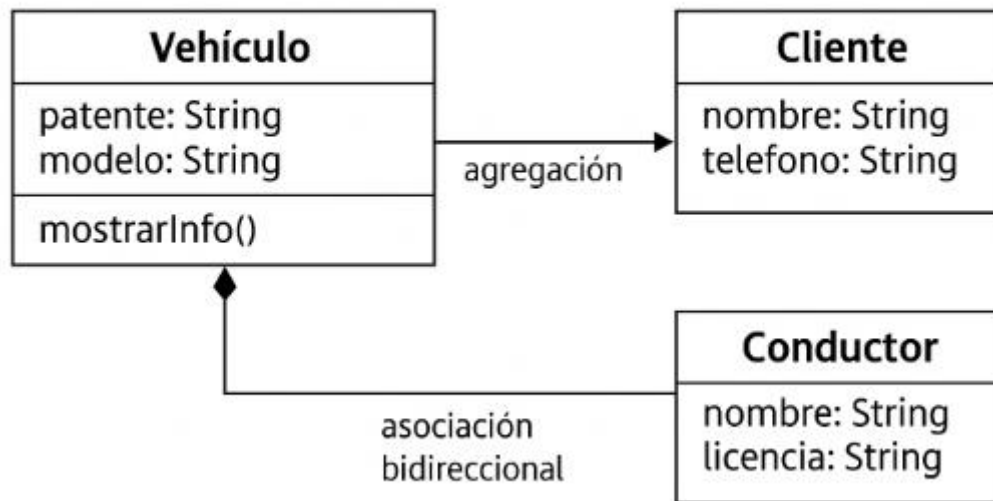 Vehículo
patente: String
modelo: String
mostrarInfo()
agregación
Cliente
nombre: String
telefono: String
asociación
bidireccional
Conductor
nombre: String
licencia: String